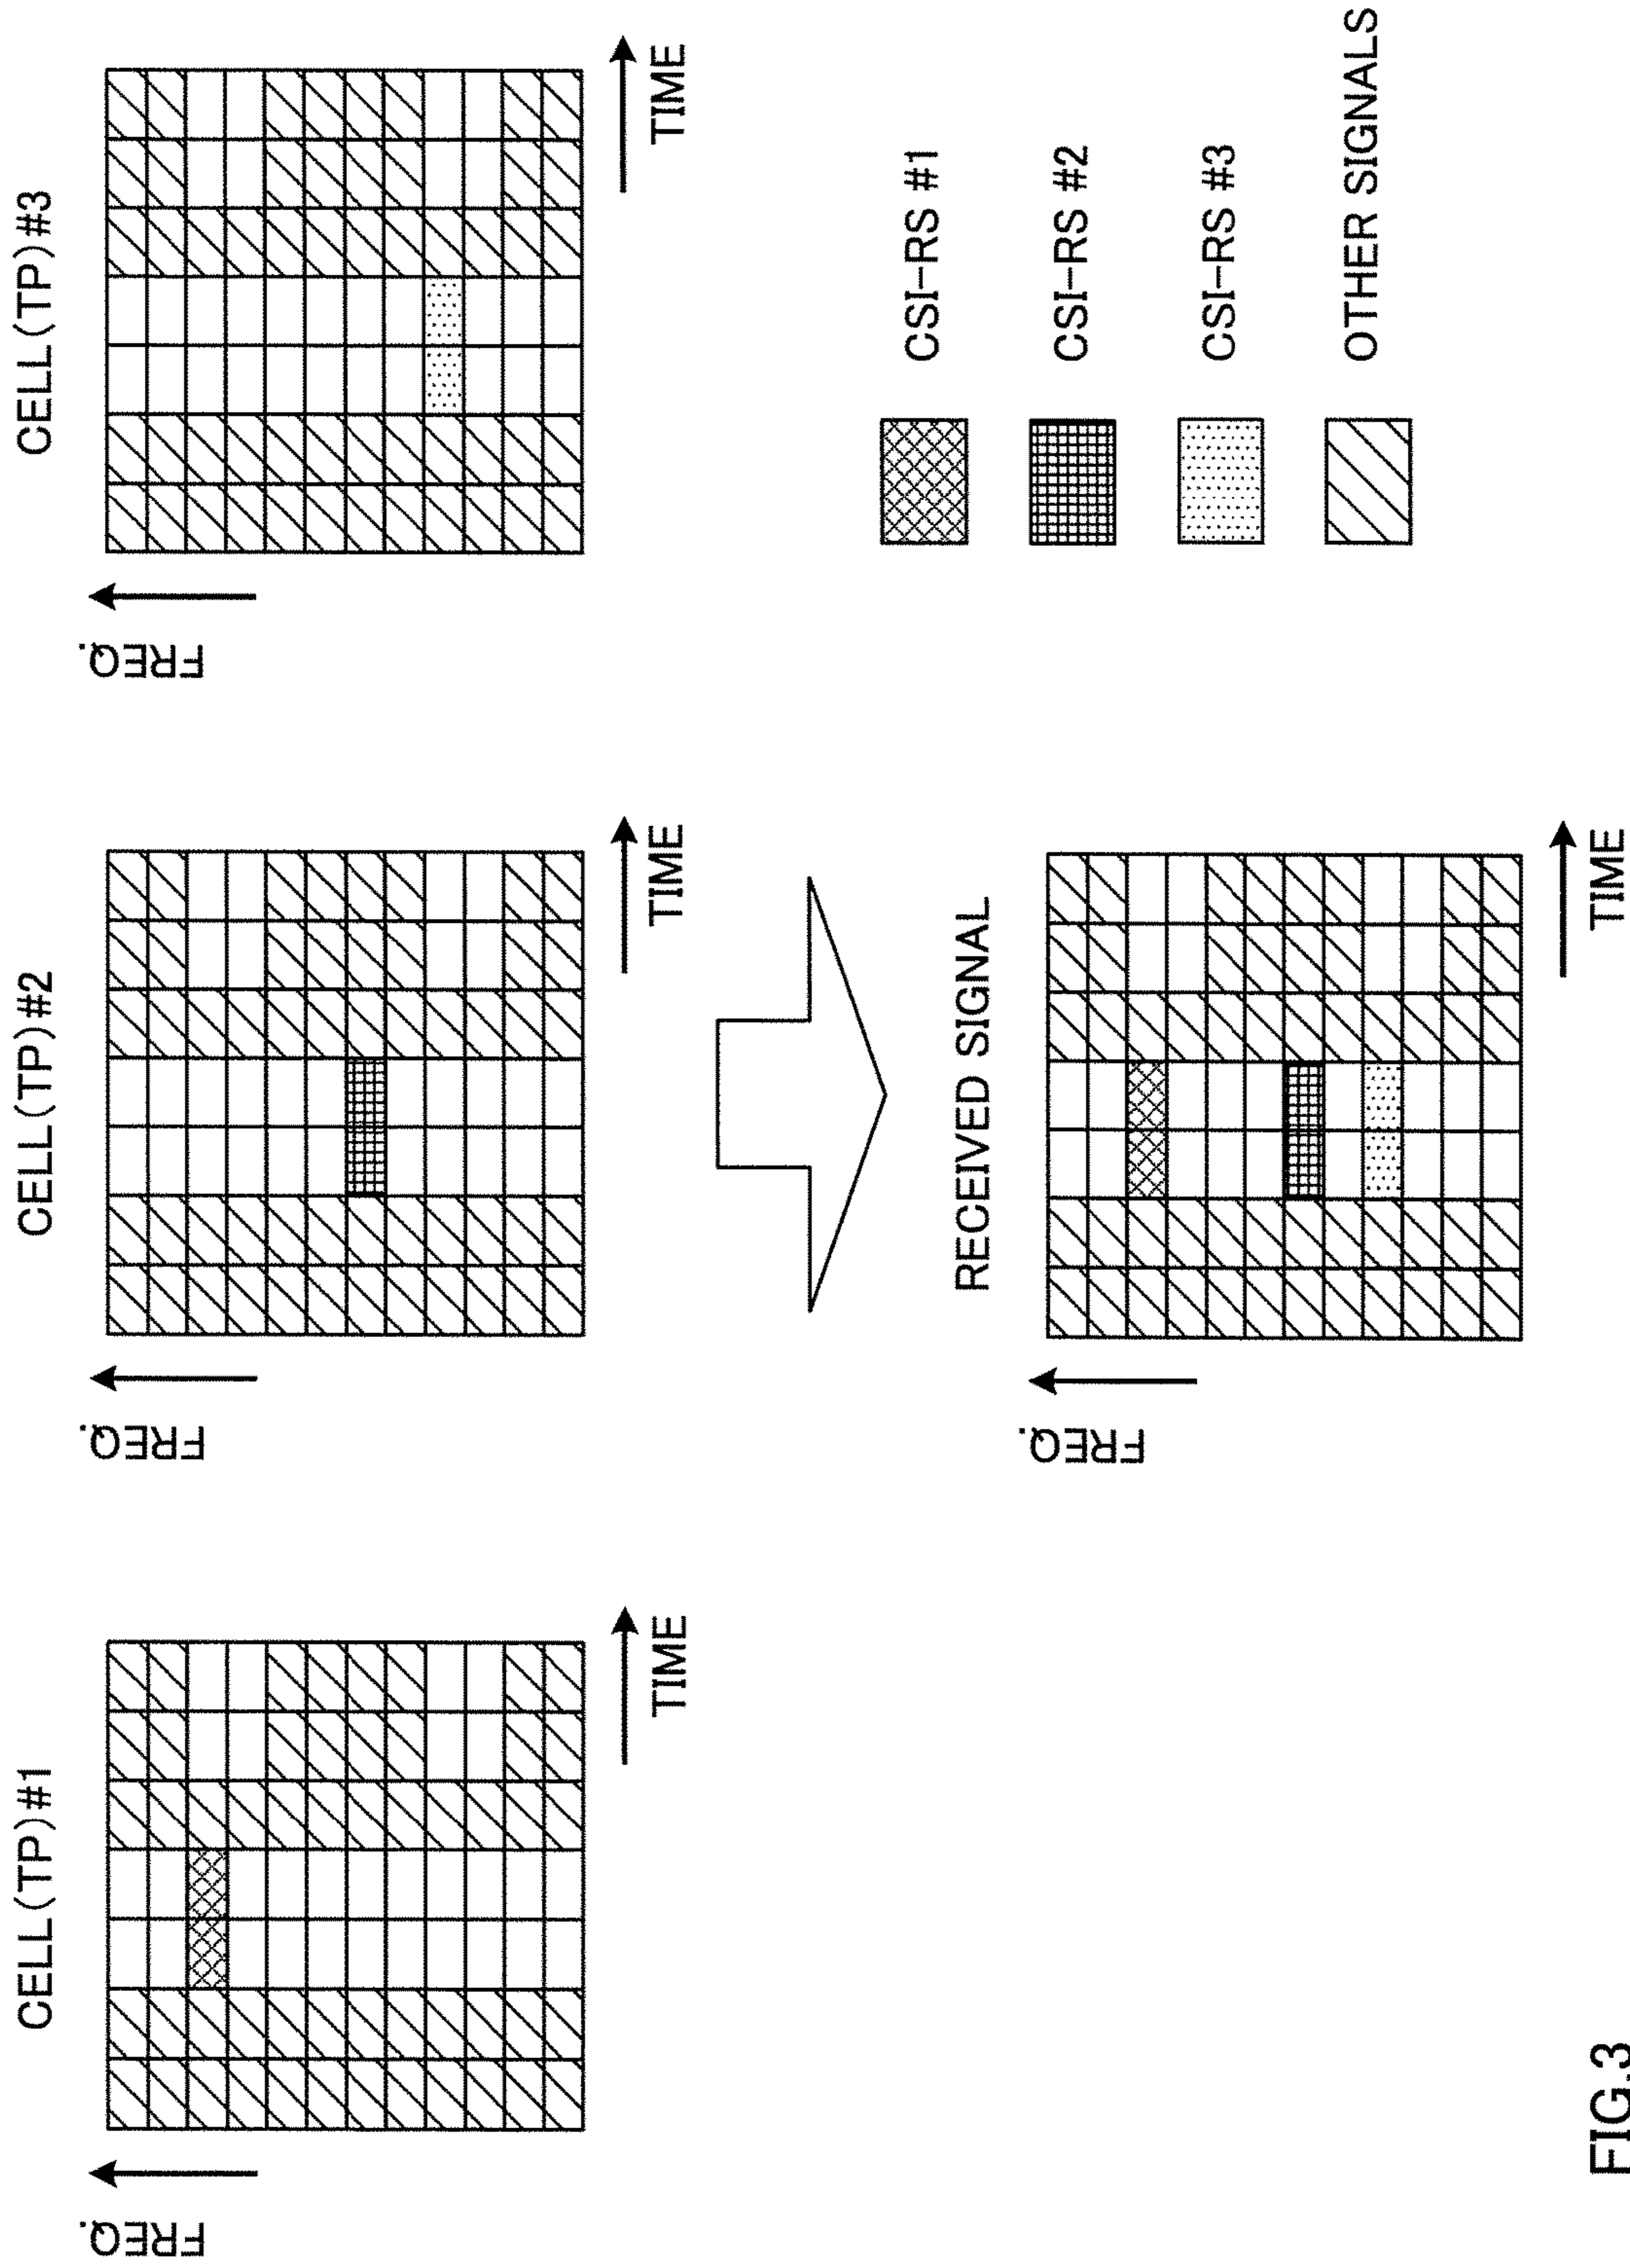 CELL(TP)#1
FREQ.
TIME
CELL(TP)#2
FREQ.
TIME
CELL(TP)#3
FREQ.
TIME
RECEIVED SIGNAL
FREQ.
TIME
CSI-RS #1
CSI-RS #2
CSI-RS #3
OTHER SIGNALS
FIG.3